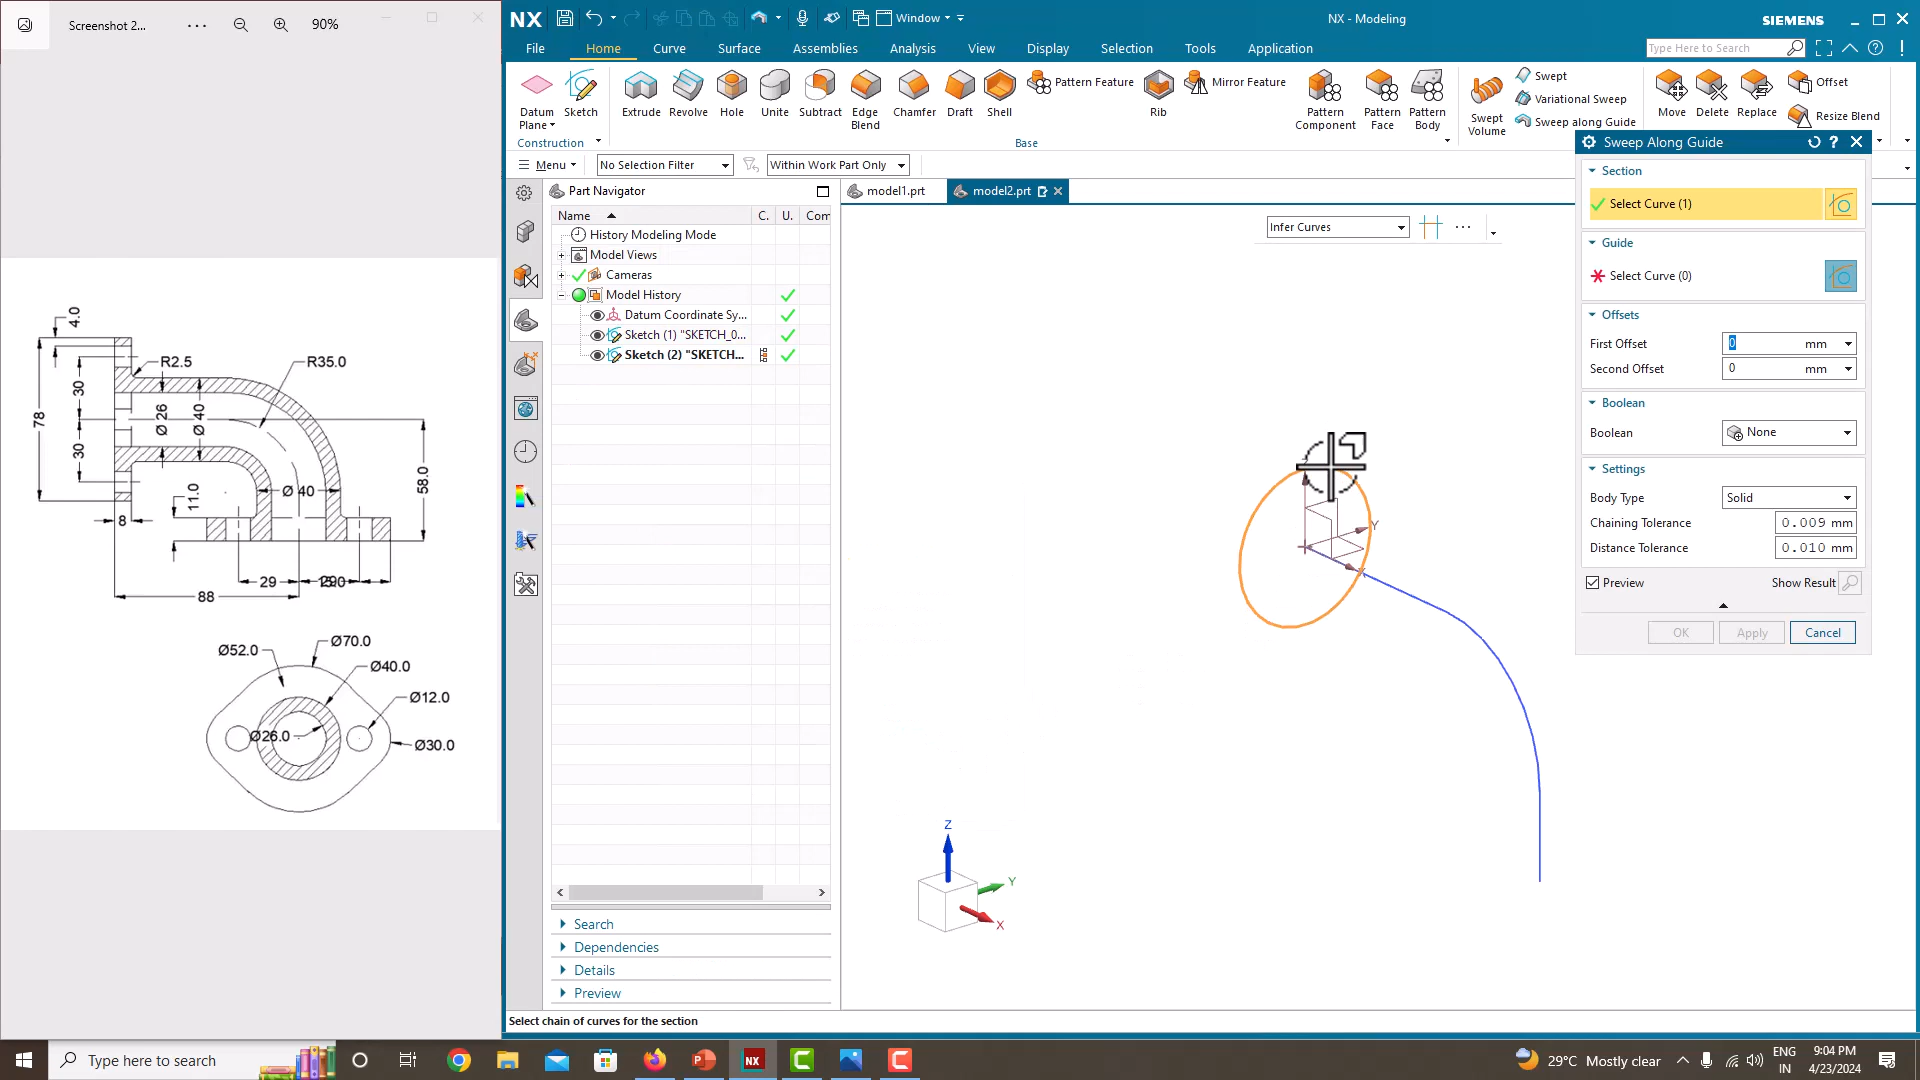 Screenshot 2...
90%
4.0
R2.5
R35.0
30
78
Ø 26
Ø 40
30
58.0
Ø 40
11.0
8
29
88
Ø70.0
Ø52.0
Ø40.0
Ø12.0
Ø26.0
Ø30.0
NX
Window
NX - Modeling
SIEMENS
File
Home
Curve
Surface
Assemblies
Analysis
View
Display
Selection
Tools
Application
Type Here to Search
Datum Plane
Sketch
Extrude
Revolve
Hole
Unite
Subtract
Edge Blend
Chamfer
Draft
Shell
Pattern Feature
Rib
Mirror Feature
Pattern Component
Pattern Face
Pattern Body
Swept Volume
Swept
Variational Sweep
Sweep along Guide
Move
Delete
Replace
Offset
Resize Blend
Construction
Base
Menu
No Selection Filter
Within Work Part Only
Part Navigator
model1.prt
model2.prt
Name
C.
U.
Com
History Modeling Mode
Model Views
Cameras
Model History
Datum Coordinate Sy...
Sketch (1) "SKETCH_0...
Sketch (2) "SKETCH...
Search
Dependencies
Details
Preview
Infer Curves
Y
Z
Y
X
Sweep Along Guide
Section
Select Curve (1)
Guide
Select Curve (0)
Offsets
First Offset
0
mm
Second Offset
0
mm
Boolean
Boolean
None
Settings
Body Type
Solid
Chaining Tolerance
0.009 mm
Distance Tolerance
0.010 mm
Preview
Show Result
OK
Apply
Cancel
Select chain of curves for the section
Type here to search
NX
29°C Mostly clear
ENG
IN
9:04 PM
4/23/2024